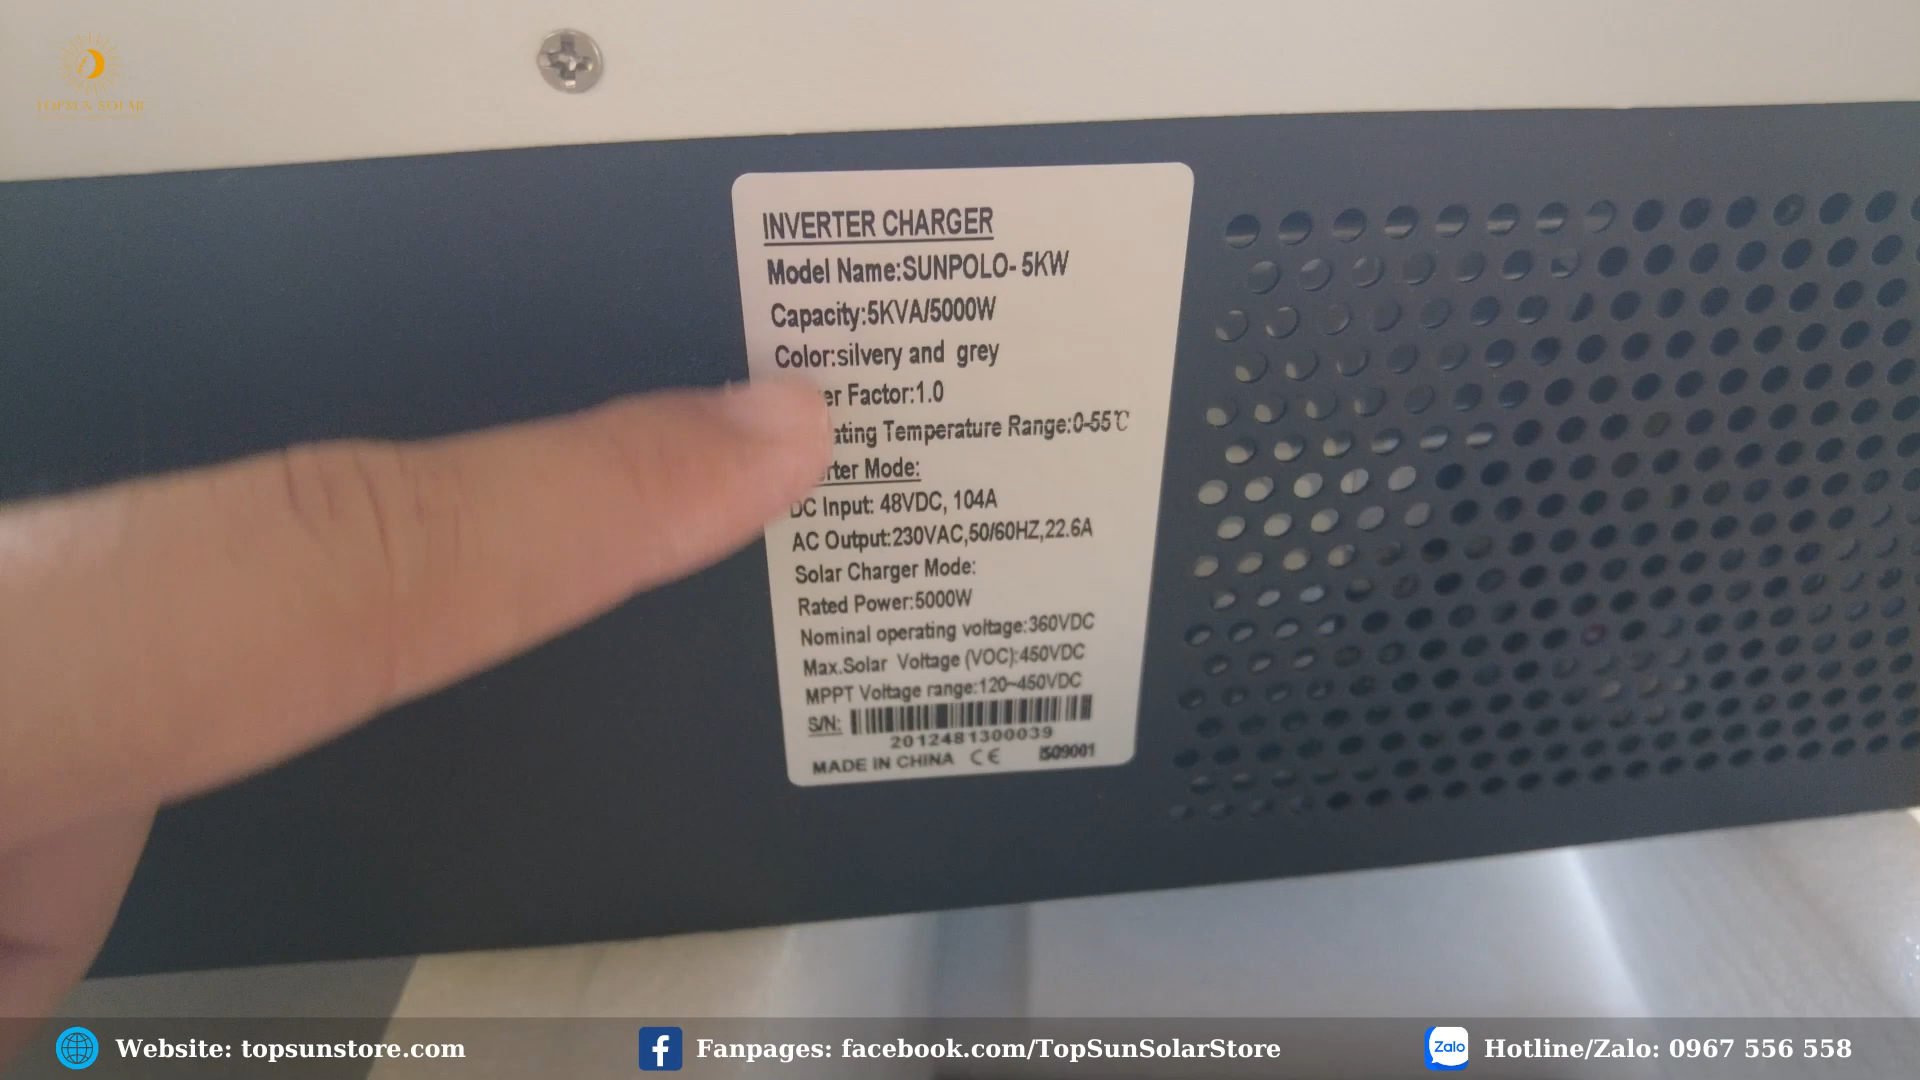 TOPSUN SOLAR
INVERTER CHARGER
Model Name:SUNPOLO- 5KW
Capacity:5KVA/5000W
Color:silvery and grey
Factor:1.0
Temperature Range:0-55℃
Mode:
DC Input: 48VDC, 104A
AC Output:230VAC,50/60HZ,22.6A
Solar Charger Mode:
Rated Power:5000W
Nominal operating voltage:360VDC
Max.Solar Voltage (VOC):450VDC
MPPT Voltage range:120~450VDC
S/N:
2012481300039
MADE IN CHINA CE ISO9001
Website: topsunstore.com
Fanpages: facebook.com/TopSunSolarStore
Zalo
Hotline/Zalo: 0967 556 558